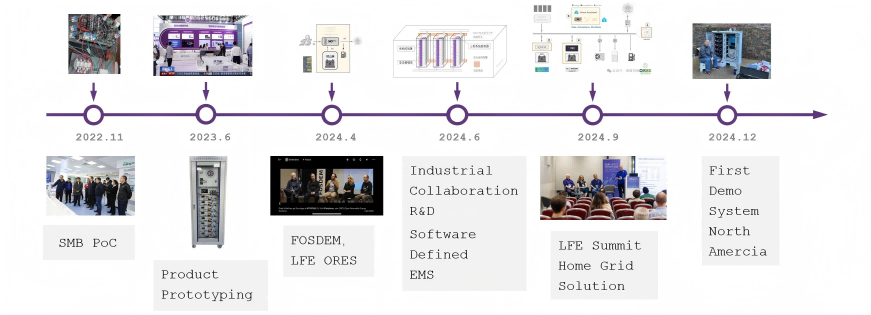 2022.11
2023.6
2024.4
2024.6
2024.9
2024.12
SMB PoC
Product
Prototyping
FOSDEM,
LFE ORES
Industrial
Collaboration
R&D
Software
Defined
EMS
LFE Summit
Home Grid
Solution
First
Demo
System
North
Amercia